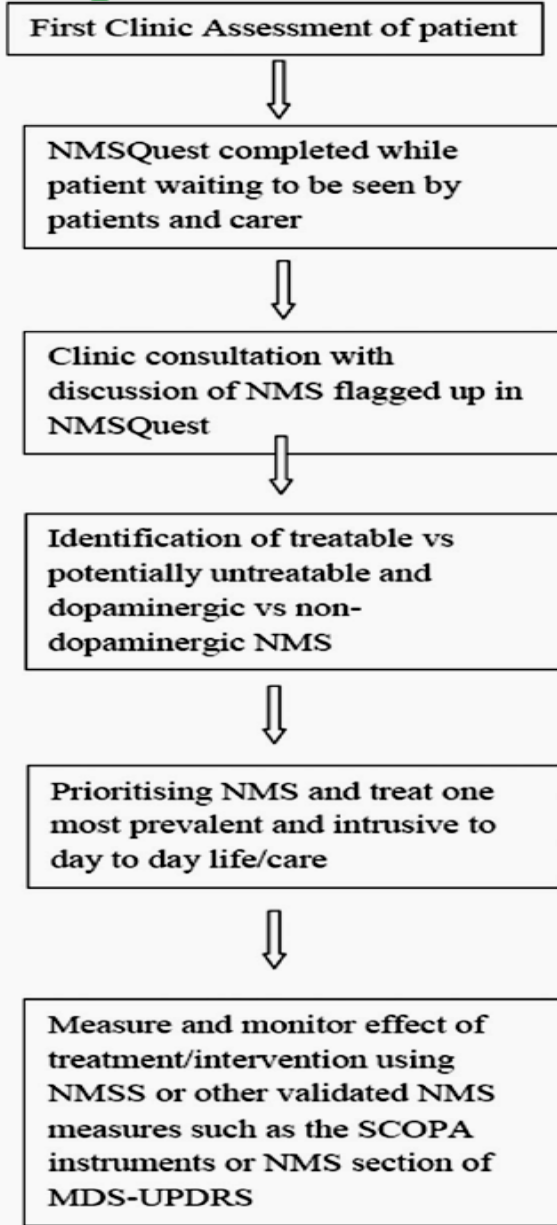 First Clinic Assessment of patient
NMSQuest completed while
patient waiting to be seen by
patients and carer
Clinic consultation with
discussion of NMS flagged up in
NMSQuest
Identification of treatable vs
potentially untreatable and
dopaminergic vs non-
dopaminergic NMS
Prioritising NMS and treat one
most prevalent and intrusive to
day to day life/care
Measure and monitor effect of
treatment/intervention using
NMSS or other validated NMS
measures such as the SCOPA
instruments or NMS section of
MDS-UPDRS